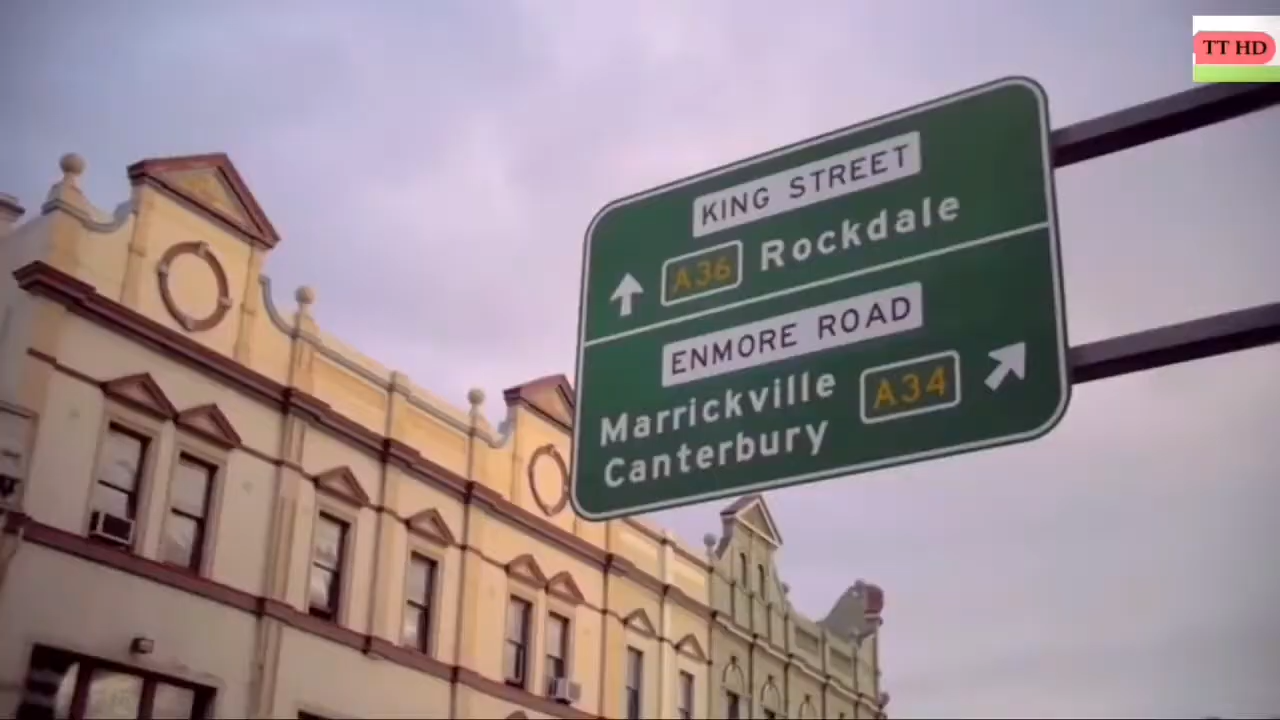 TT HD
KING STREET
A36 Rockdale
ENMORE ROAD
Marrickville A34
Canterbury